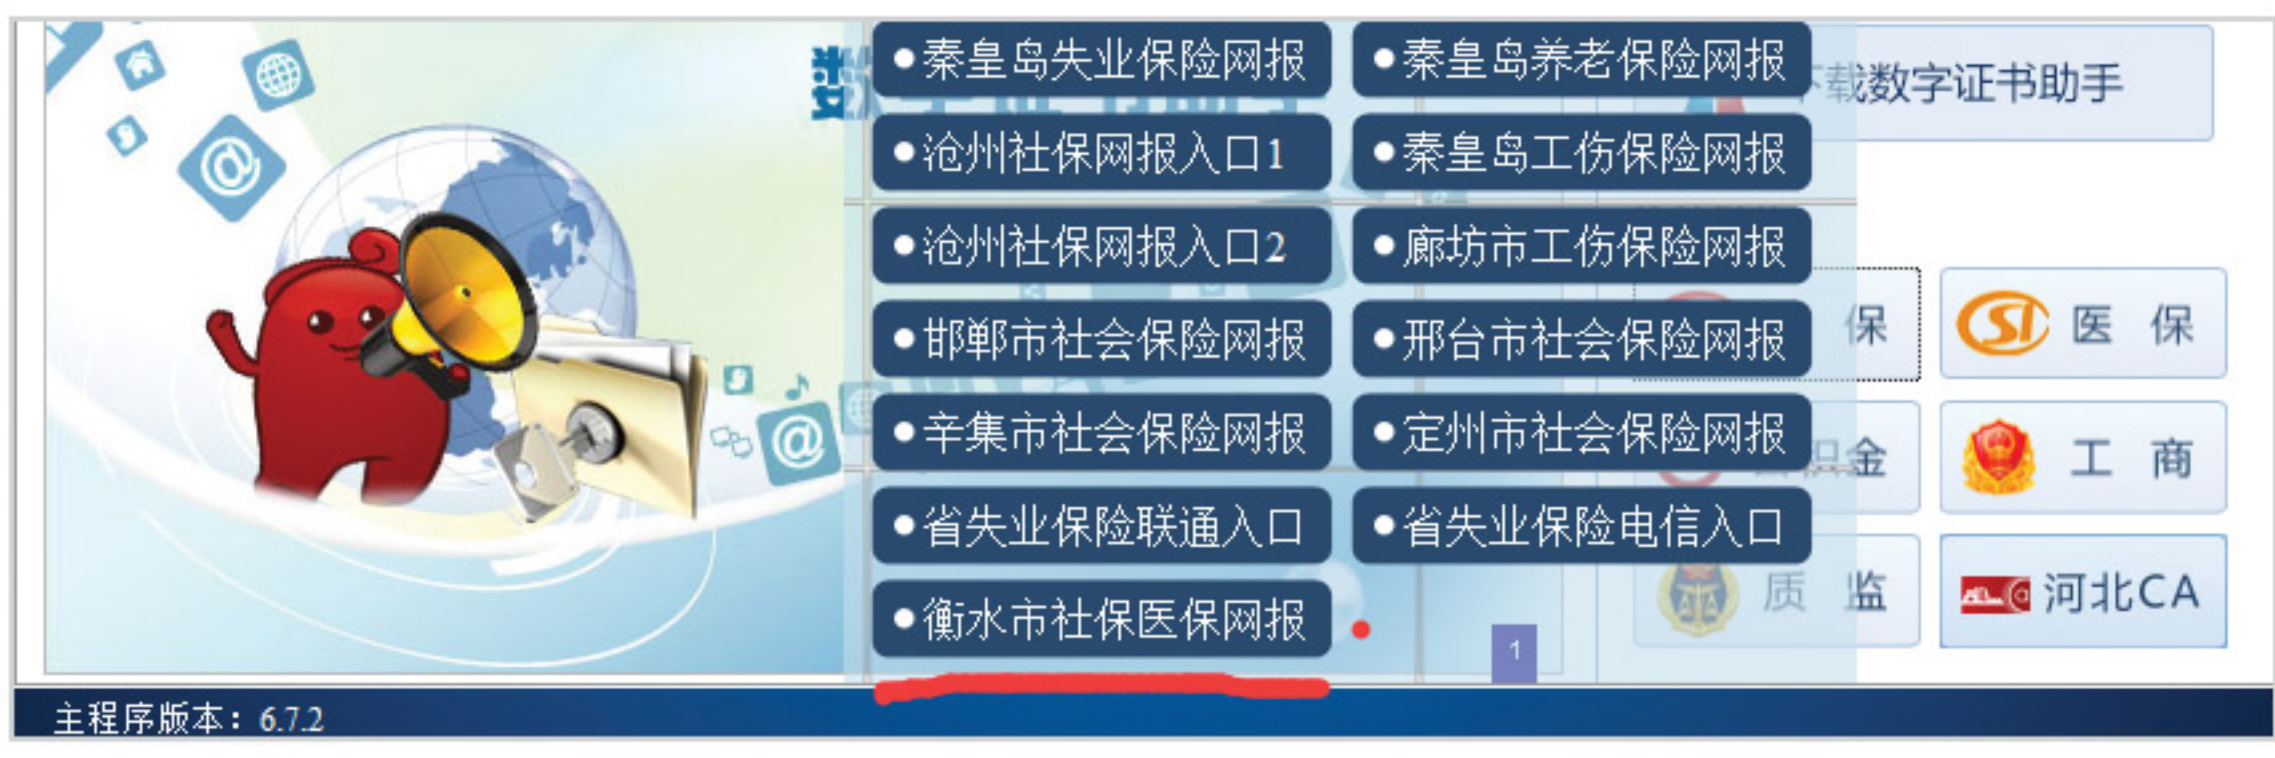 秦皇岛失业保险网报 秦皇岛养老保险网报
下载数字证书助手
沧州社保网报入口1 秦皇岛工伤保险网报
沧州社保网报入口2 廊坊市工伤保险网报
邯郸市社会保险网报 邢台市社会保险网报
保 医 保
辛集市社会保险网报 定州市社会保险网报
积金 工 商
省失业保险联通入口 省失业保险电信入口
质 监 河北CA
衡水市社保医保网报
1
主程序版本：6.7.2